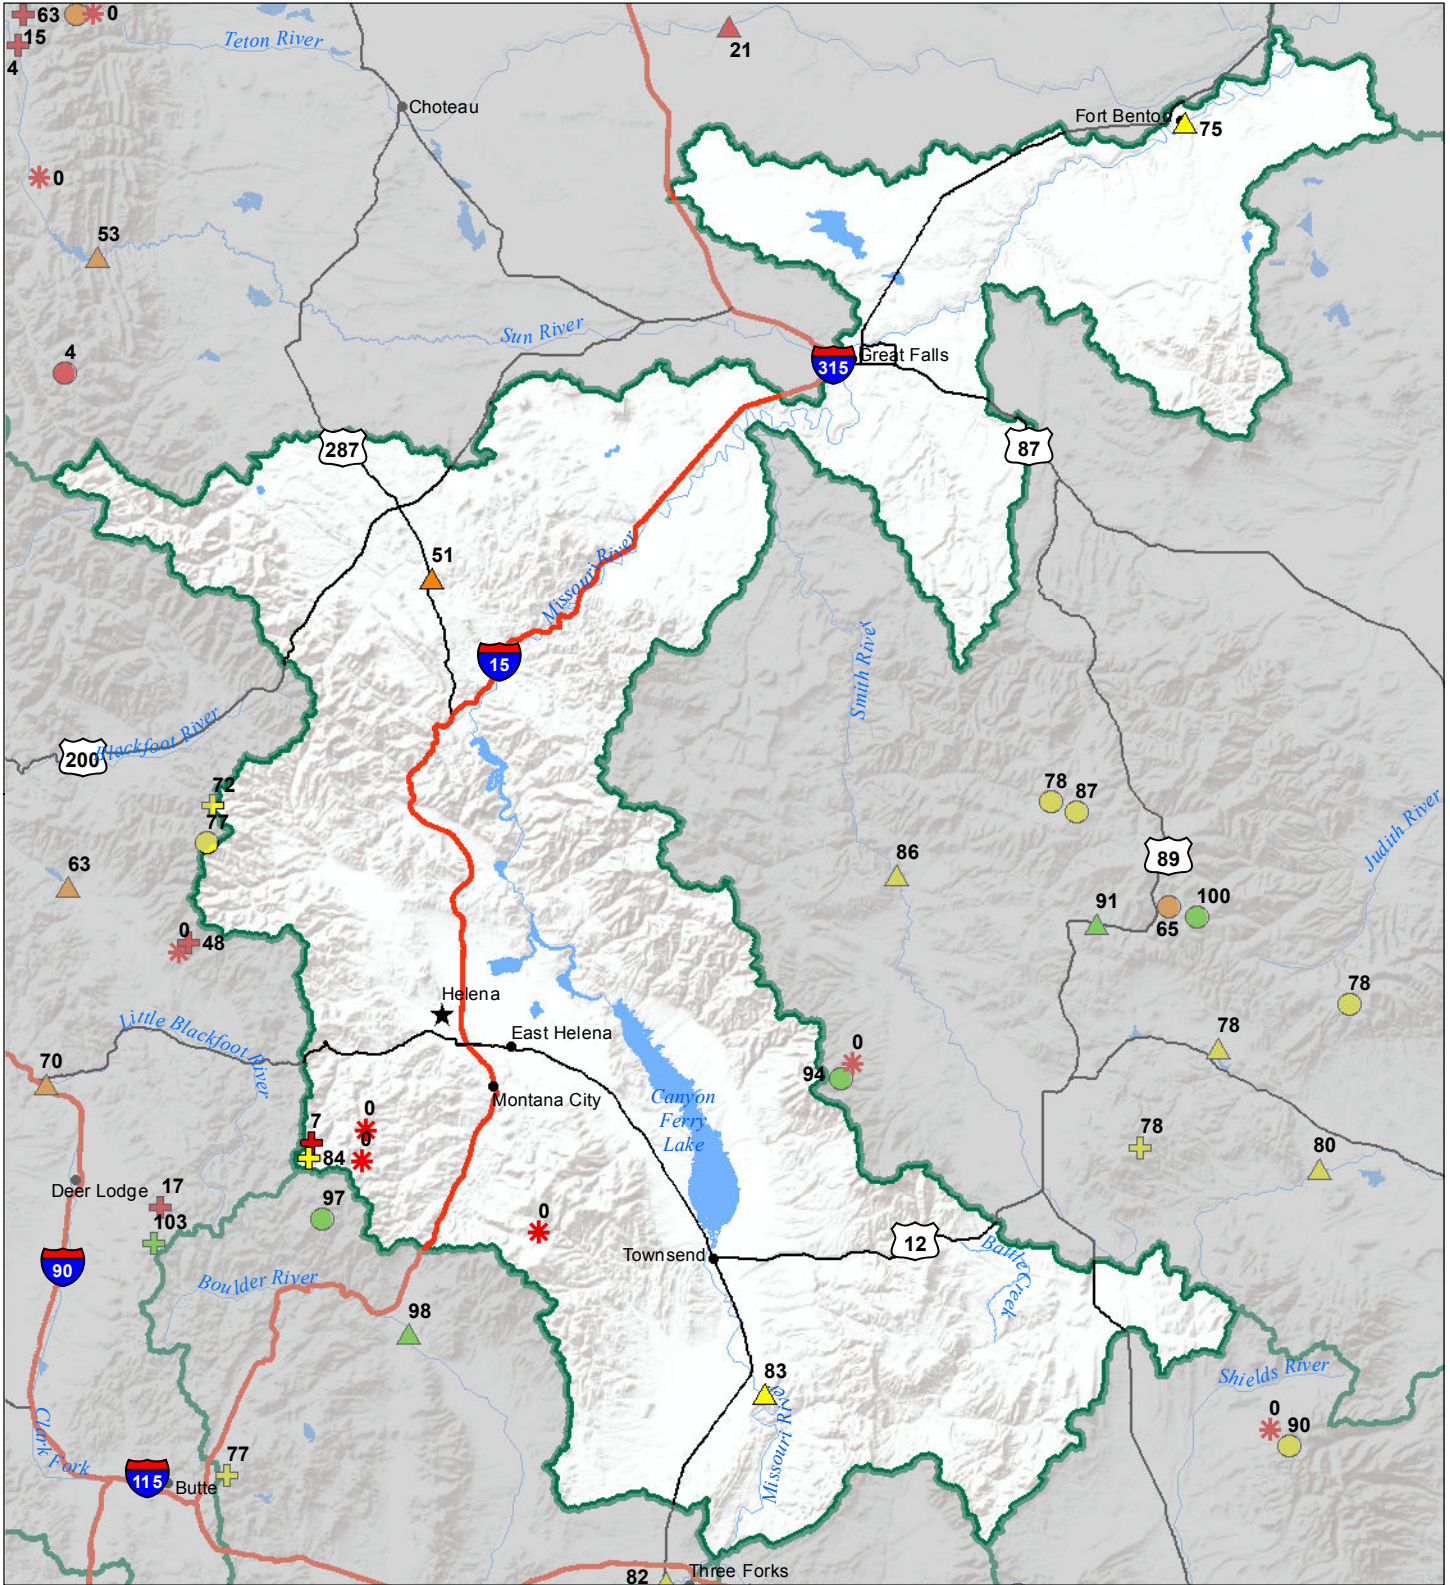 63
0
15
4
Teton River
21
Choteau
Fort Benton
75
0
53
Sun River
4
Great Falls
315
287
87
51
Missouri River
15
Smith River
Blackfoot River
200
72
77
78
87
Judith River
89
63
86
91
65
100
0
48
Helena
78
Little Blackfoot River
East Helena
78
0
94
70
Montana City
Canyon
Ferry
Lake
0
7
0
84
78
80
Deer Lodge
17
97
103
0
12
Townsend
Battle Creek
90
Boulder River
98
83
Shields River
Missouri River
0
90
Clark Fork
77
115
Butte
82
Three Forks